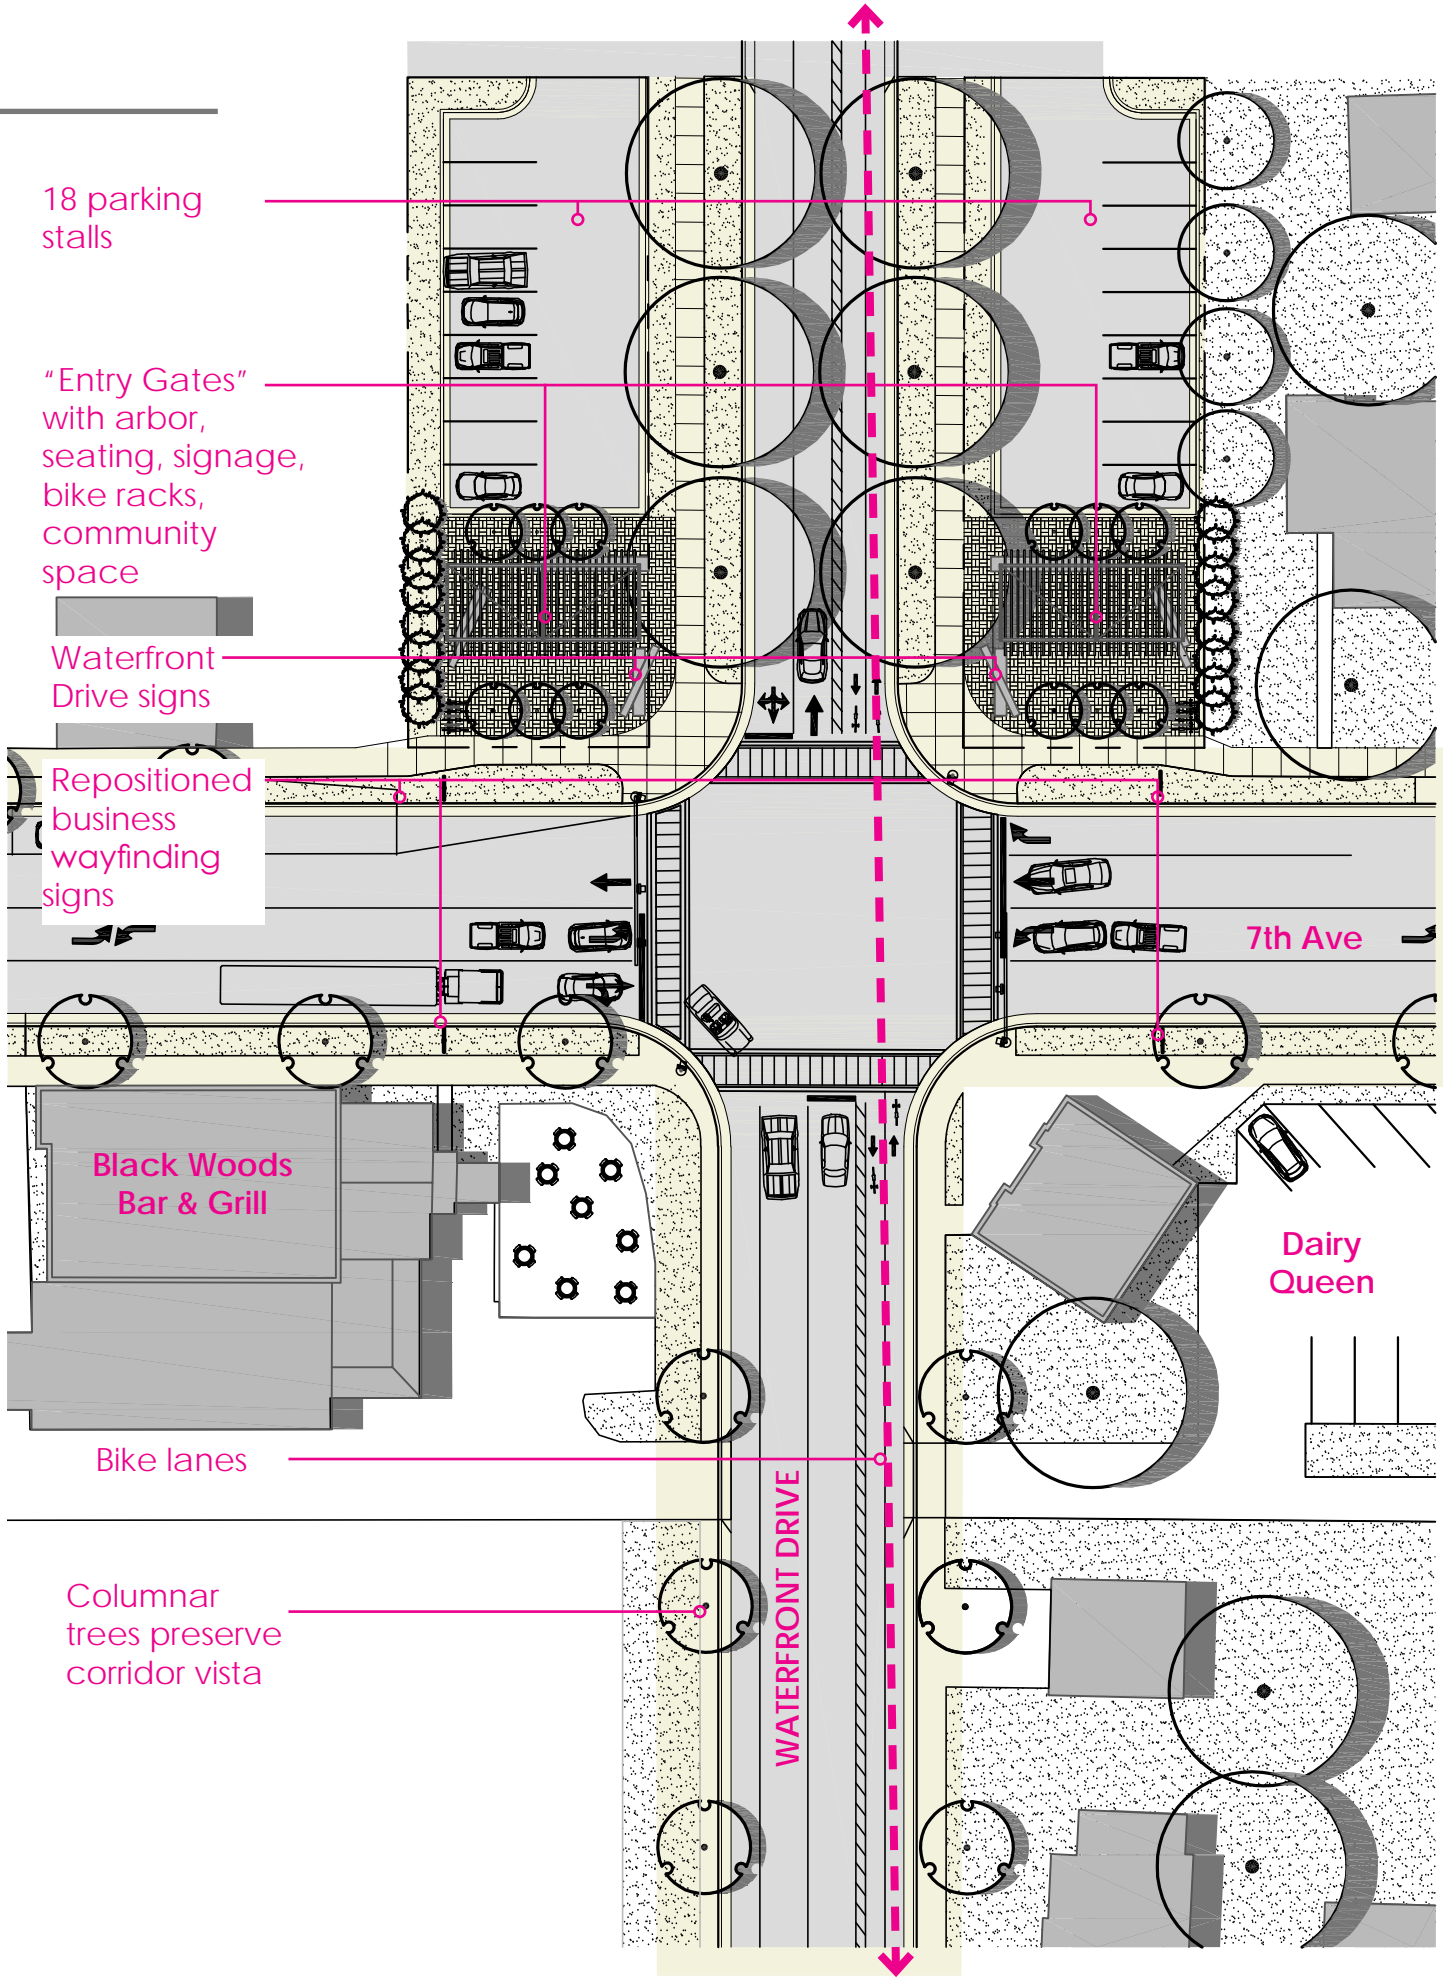 18 parking
stalls
“Entry Gates”
with arbor,
seating, signage,
bike racks,
community
space
Waterfront
Drive signs
Repositioned
business
wayfinding
signs
7th Ave
Black Woods
Bar & Grill
Dairy
Queen
Bike lanes
WATERFRONT DRIVE
Columnar
trees preserve
corridor vista